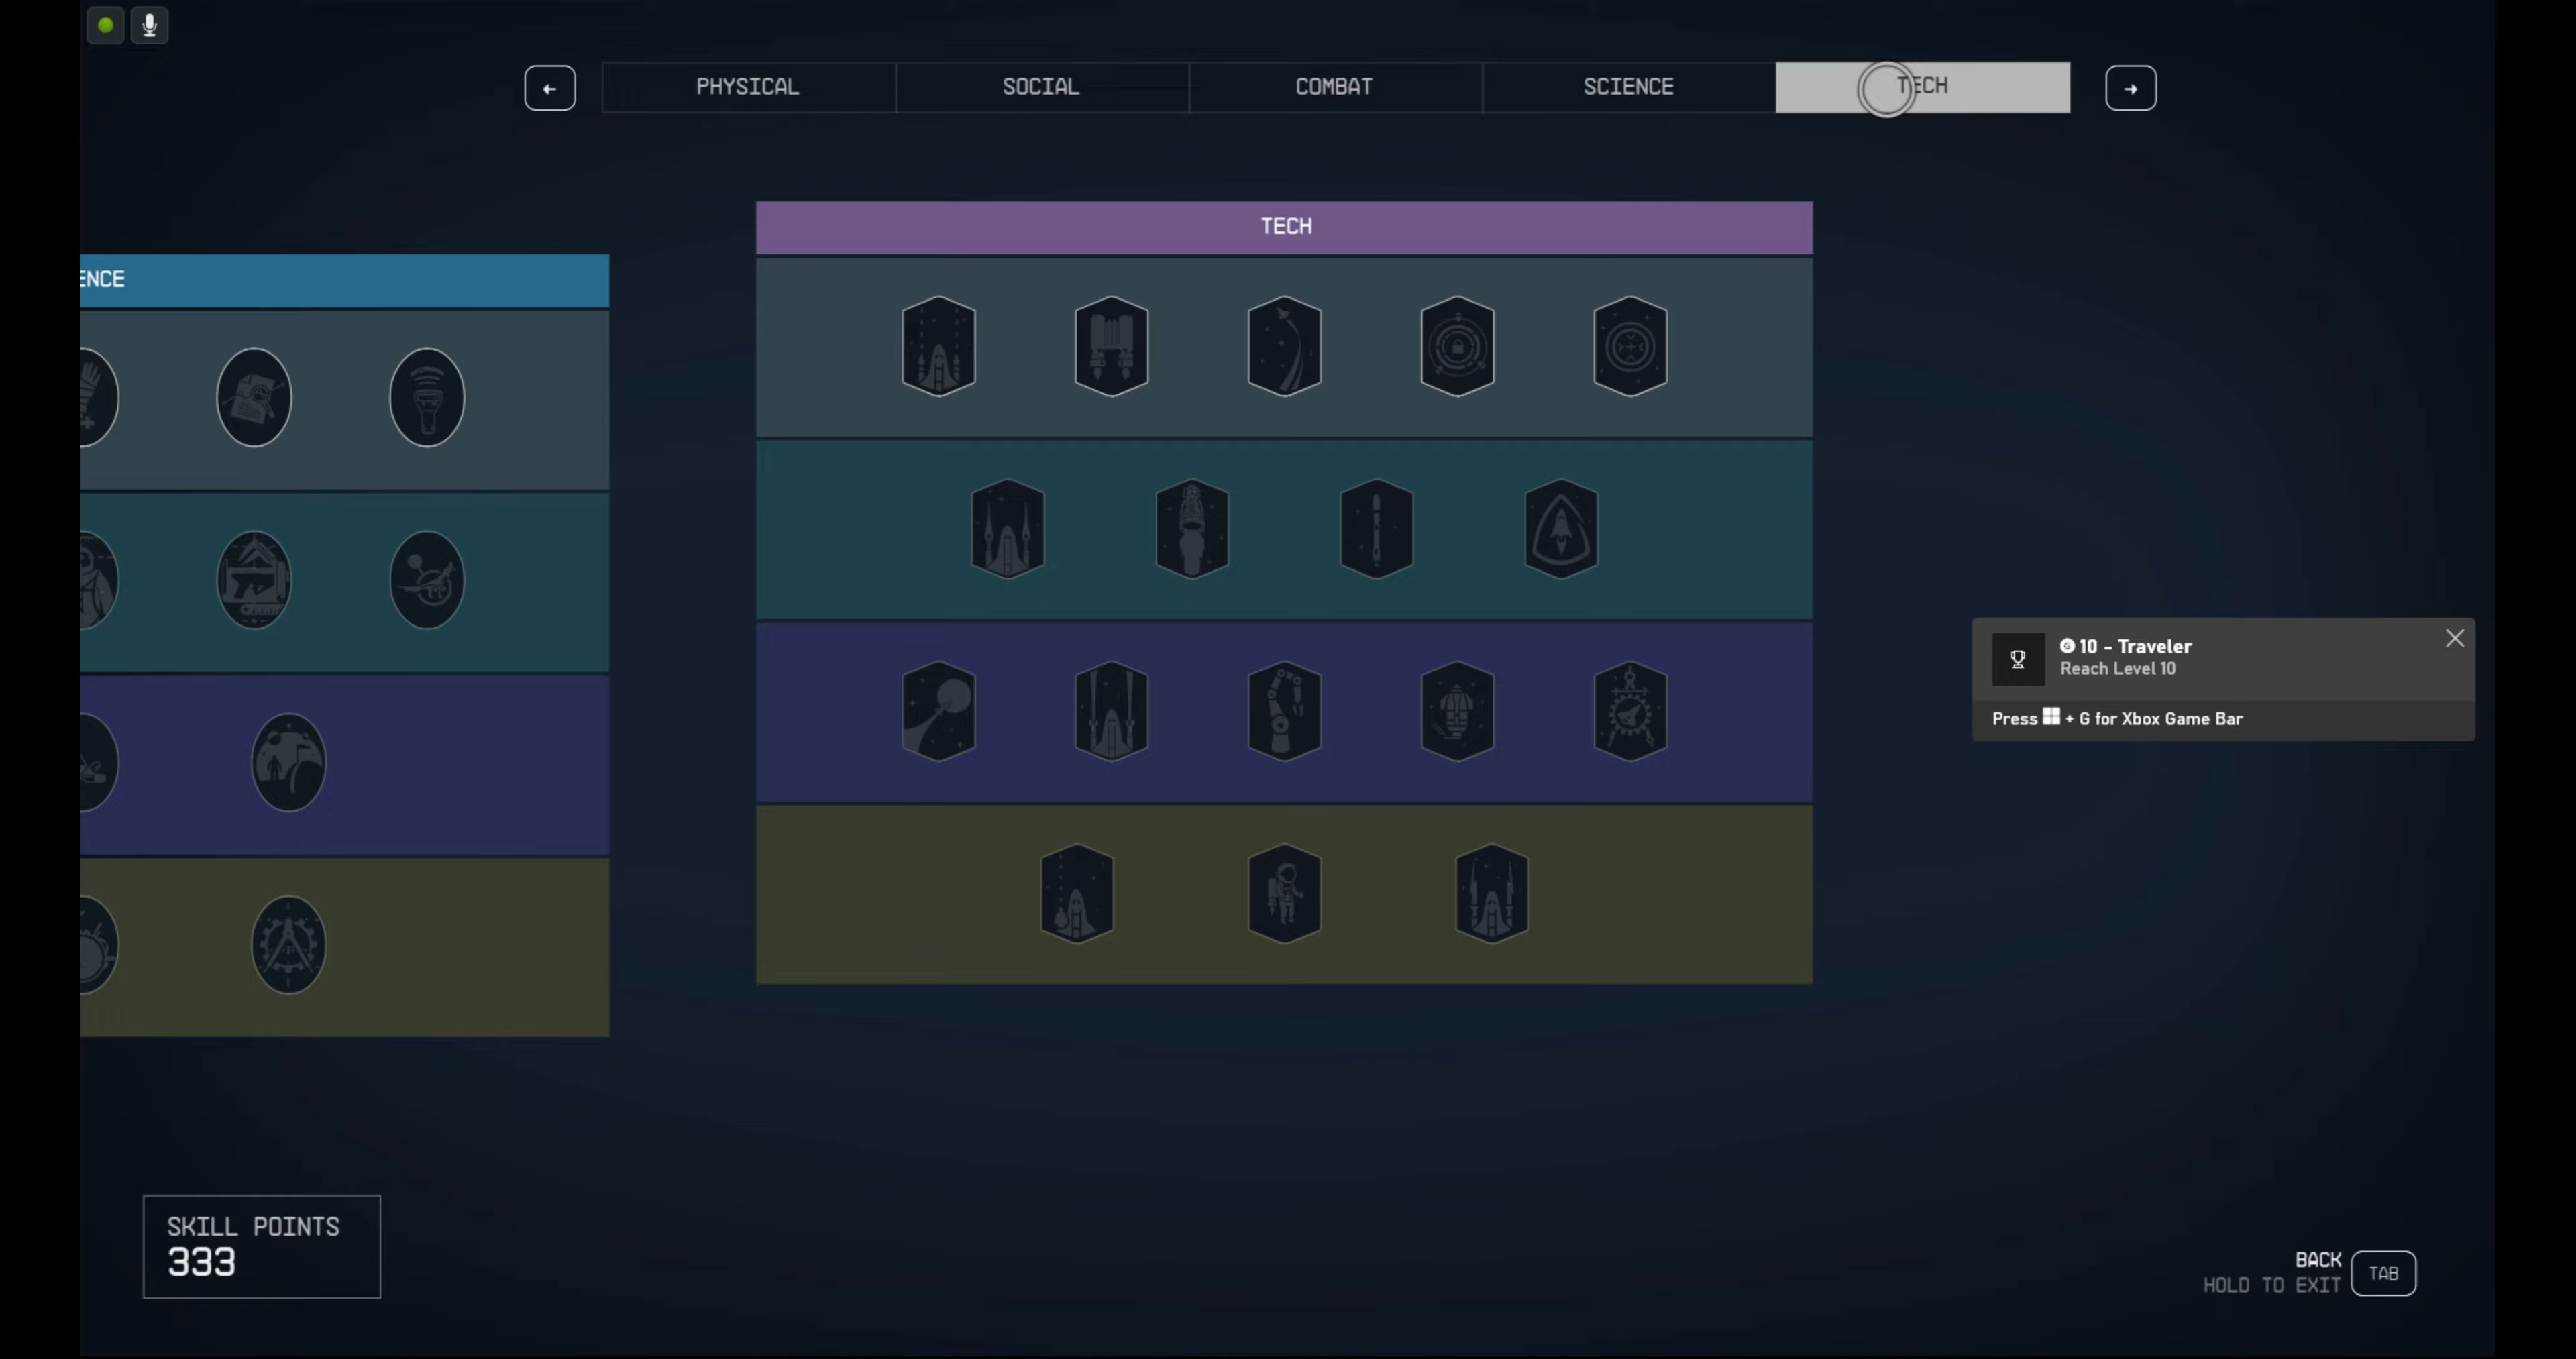 PHYSICAL
SOCIAL
COMBAT
SCIENCE
TECH
TECH
ENCE
10 - Traveler
Reach Level 10
Press + G for Xbox Game Bar
SKILL POINTS
333
BACK
HOLD TO EXIT
TAB